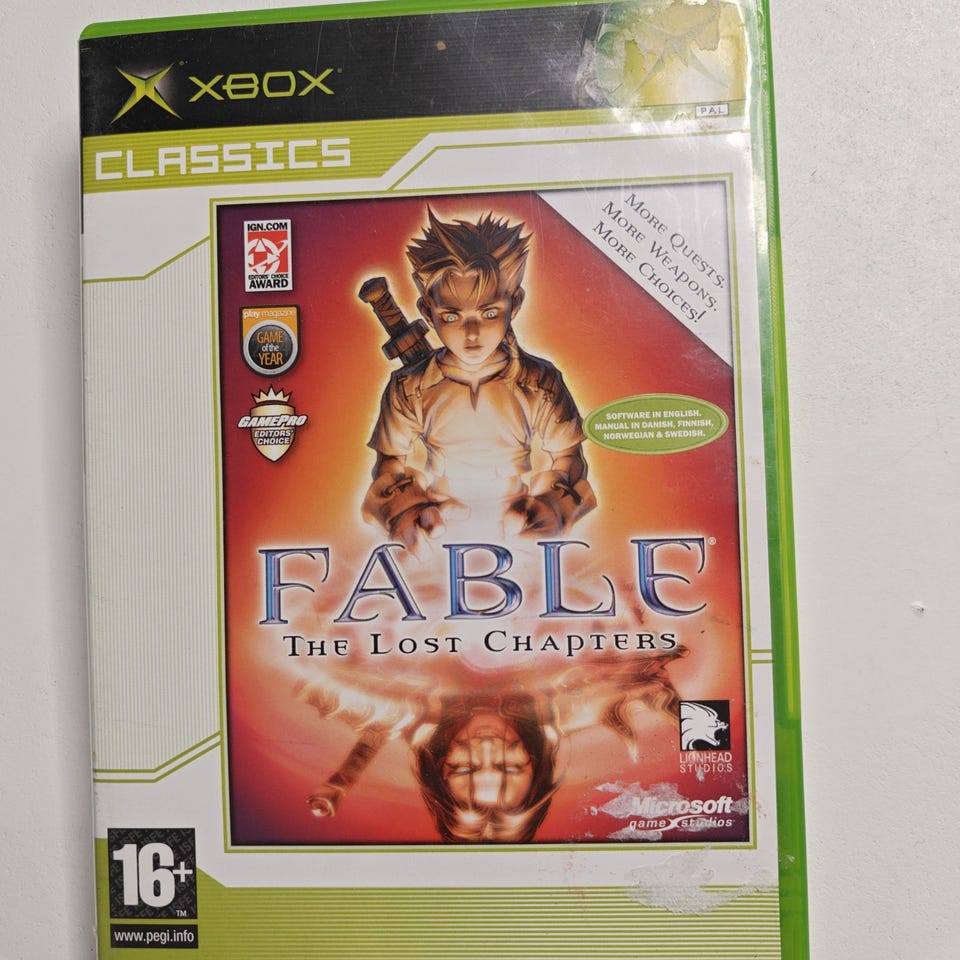 XBOX
PAL
CLASSICS
More Quests.
More Weapons.
More Choices!
IGN.COM
EDITORS' CHOICE
AWARD
play magazine
GAME
of the
YEAR
GAMEPRO
EDITORS'
CHOICE
SOFTWARE IN ENGLISH.
MANUAL IN DANISH, FINNISH,
NORWEGIAN & SWEDISH.
FABLE®
The Lost Chapters
LIONHEAD
STUDIOS
Microsoft
game studios
16+
TM
www.pegi.info